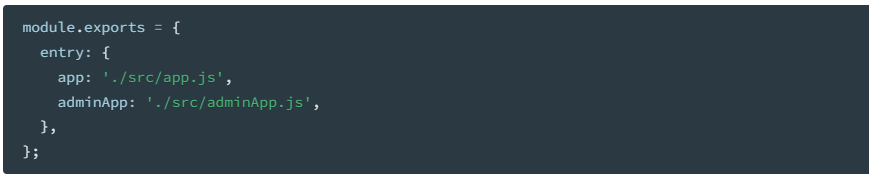 module.exports = {
  entry: {
    app: './src/app.js',
    adminApp: './src/adminApp.js',
  },
};